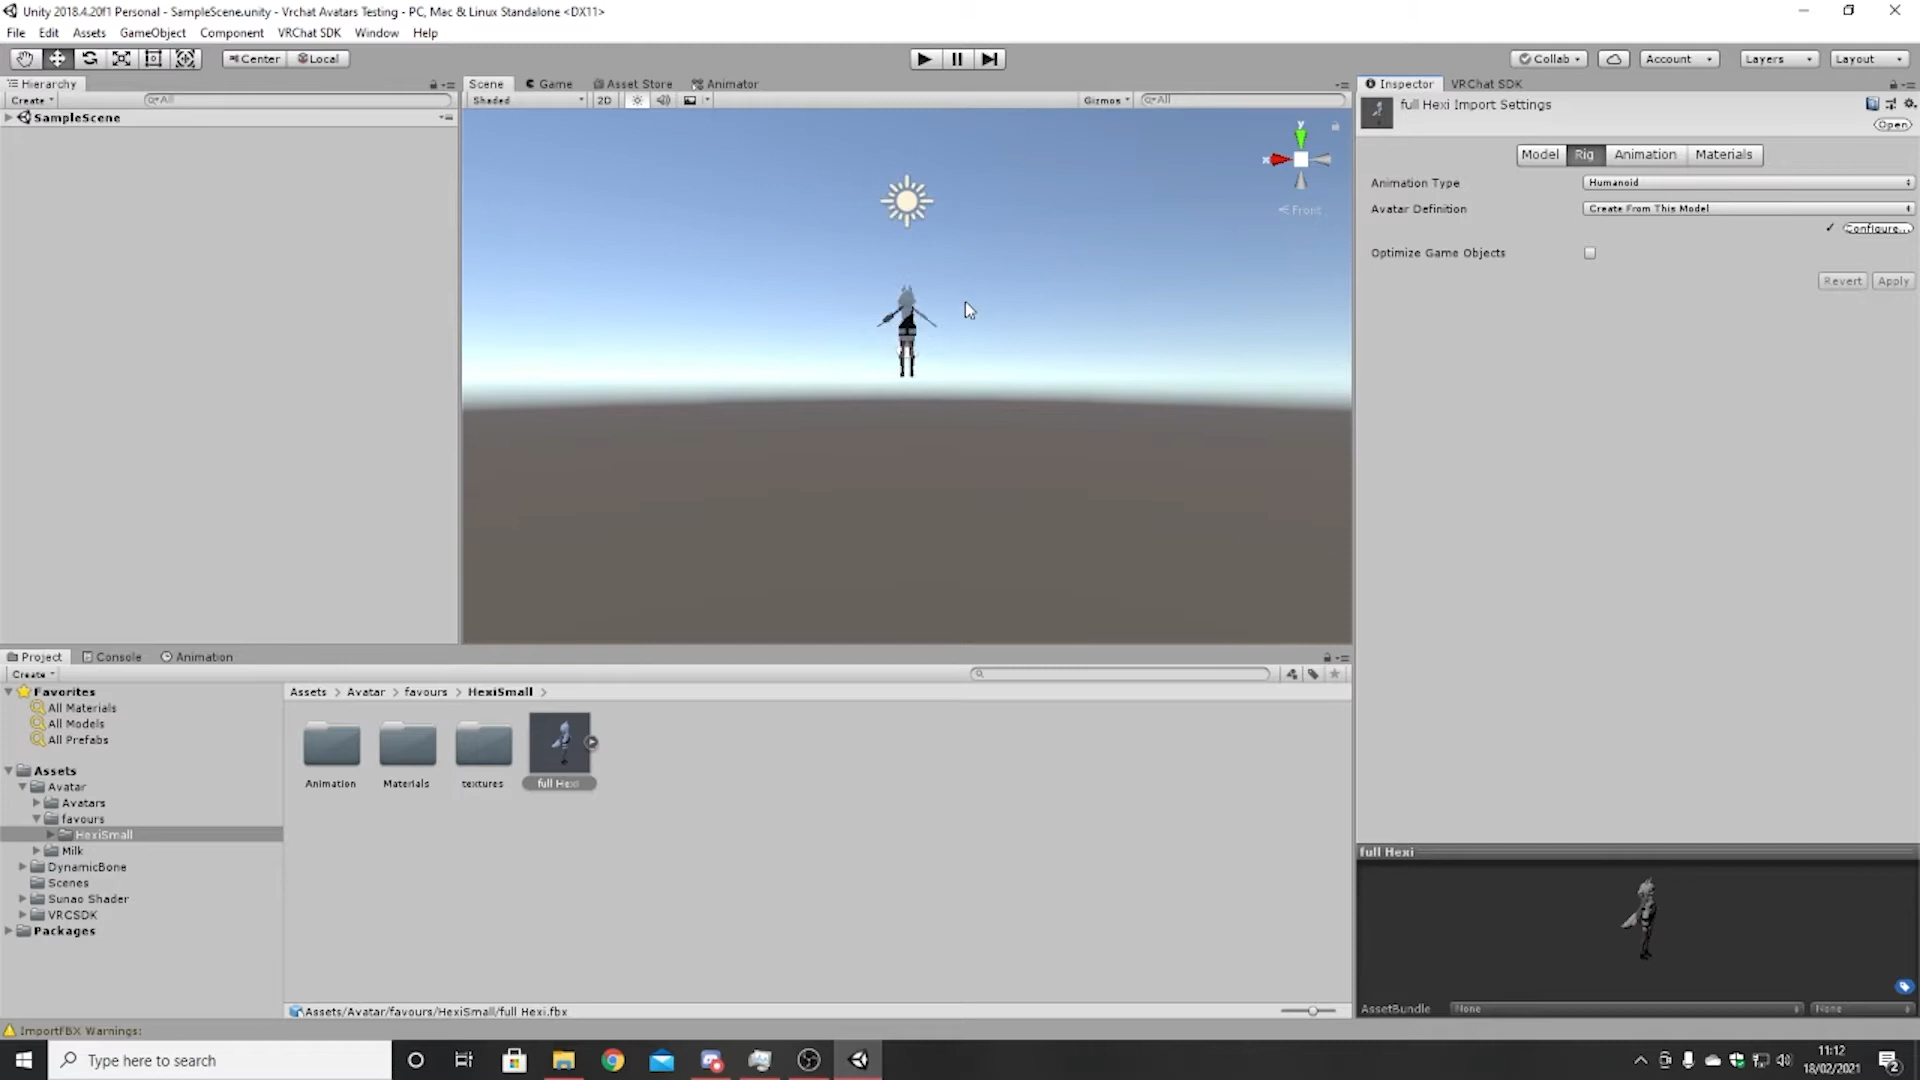 Unity 2018.4.20f1 Personal - SampleScene.unity - Vrchat Avatars Testing - PC, Mac & Linux Standalone <DX11>
File Edit Assets GameObject Component VRChat SDK Window Help
Center Local Collab Account Layers Layout
Hierarchy
Create All
SampleScene
Scene Game Asset Store Animator
Shaded 2D Gizmos All
y
x
Front
Inspector VRChat SDK
full Hexi Import Settings
Open
Model Rig Animation Materials
Animation Type Humanoid
Avatar Definition Create From This Model
Configure...
Optimize Game Objects
Revert Apply
Project Console Animation
Create
Favorites
All Materials
All Models
All Prefabs
Assets
Avatar
Avatars
favours
HexiSmall
Milk
DynamicBone
Scenes
Sunao Shader
VRCSDK
Packages
Assets > Avatar > favours > HexiSmall >
Animation Materials textures full Hexi
Assets/Avatar/favours/HexiSmall/full Hexi.fbx
full Hexi
AssetBundle None None
ImportFBX Warnings:
Type here to search
11:12
18/02/2021
2